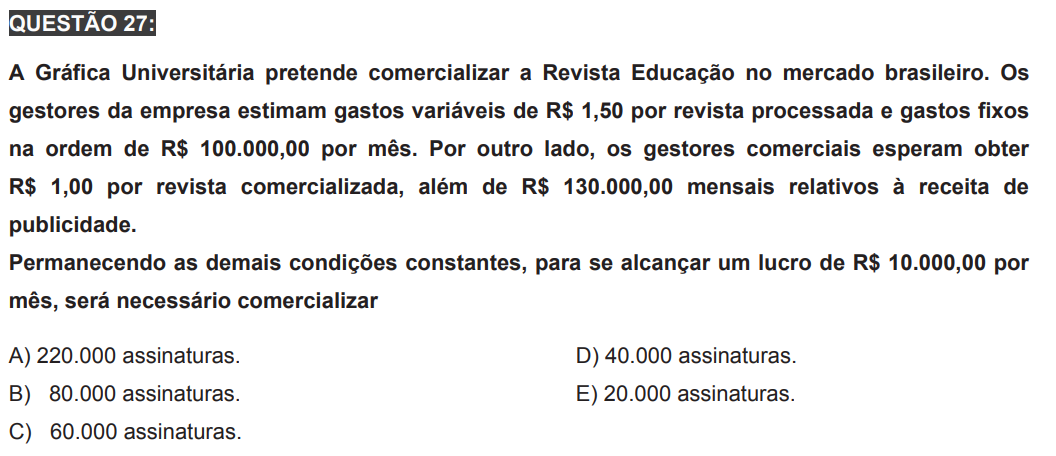 QUESTÃO 27:
A Gráfica Universitária pretende comercializar a Revista Educação no mercado brasileiro. Os
gestores da empresa estimam gastos variáveis de R$ 1,50 por revista processada e gastos fixos
na ordem de R$ 100.000,00 por mês. Por outro lado, os gestores comerciais esperam obter
R$ 1,00 por revista comercializada, além de R$ 130.000,00 mensais relativos à receita de
publicidade.
Permanecendo as demais condições constantes, para se alcançar um lucro de R$ 10.000,00 por
mês, será necessário comercializar
A) 220.000 assinaturas.
B) 80.000 assinaturas.
C) 60.000 assinaturas.
D) 40.000 assinaturas.
E) 20.000 assinaturas.